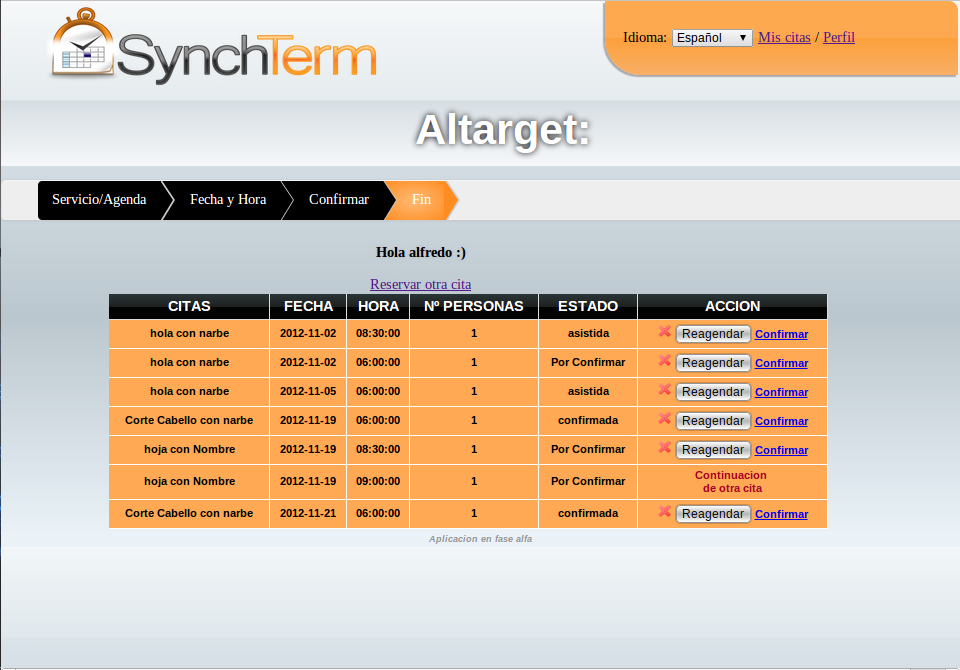 SynchTerm
Idioma: Español Mis citas / Perfil
Altarget:
Servicio/Agenda Fecha y Hora Confirmar Fin
Hola alfredo :)
Reservar otra cita
CITAS FECHA HORA Nº PERSONAS ESTADO ACCION
hola con narbe 2012-11-02 08:30:00 1 asistida Reagendar Confirmar
hola con narbe 2012-11-02 06:00:00 1 Por Confirmar Reagendar Confirmar
hola con narbe 2012-11-05 06:00:00 1 asistida Reagendar Confirmar
Corte Cabello con narbe 2012-11-19 06:00:00 1 confirmada Reagendar Confirmar
hoja con Nombre 2012-11-19 08:30:00 1 Por Confirmar Reagendar Confirmar
hoja con Nombre 2012-11-19 09:00:00 1 Por Confirmar Continuacion
de otra cita
Corte Cabello con narbe 2012-11-21 06:00:00 1 confirmada Reagendar Confirmar
Aplicacion en fase alfa